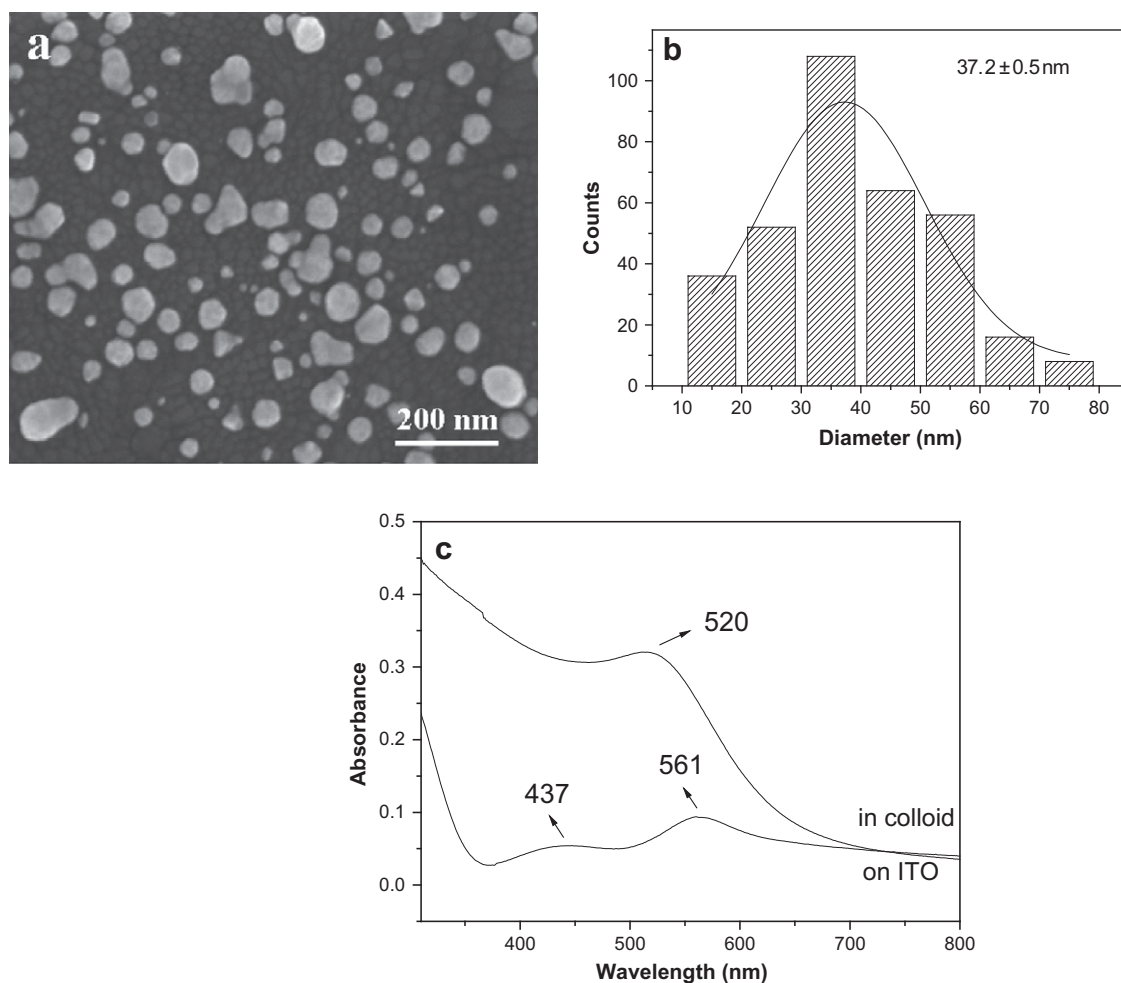 a
200 nm
b
37.2±0.5nm
Counts
100
80
60
40
20
0
10 20 30 40 50 60 70 80
Diameter (nm)
c
Absorbance
0.5
0.4
0.3
0.2
0.1
0.0
520
561
437
in colloid
on ITO
400 500 600 700 800
Wavelength (nm)